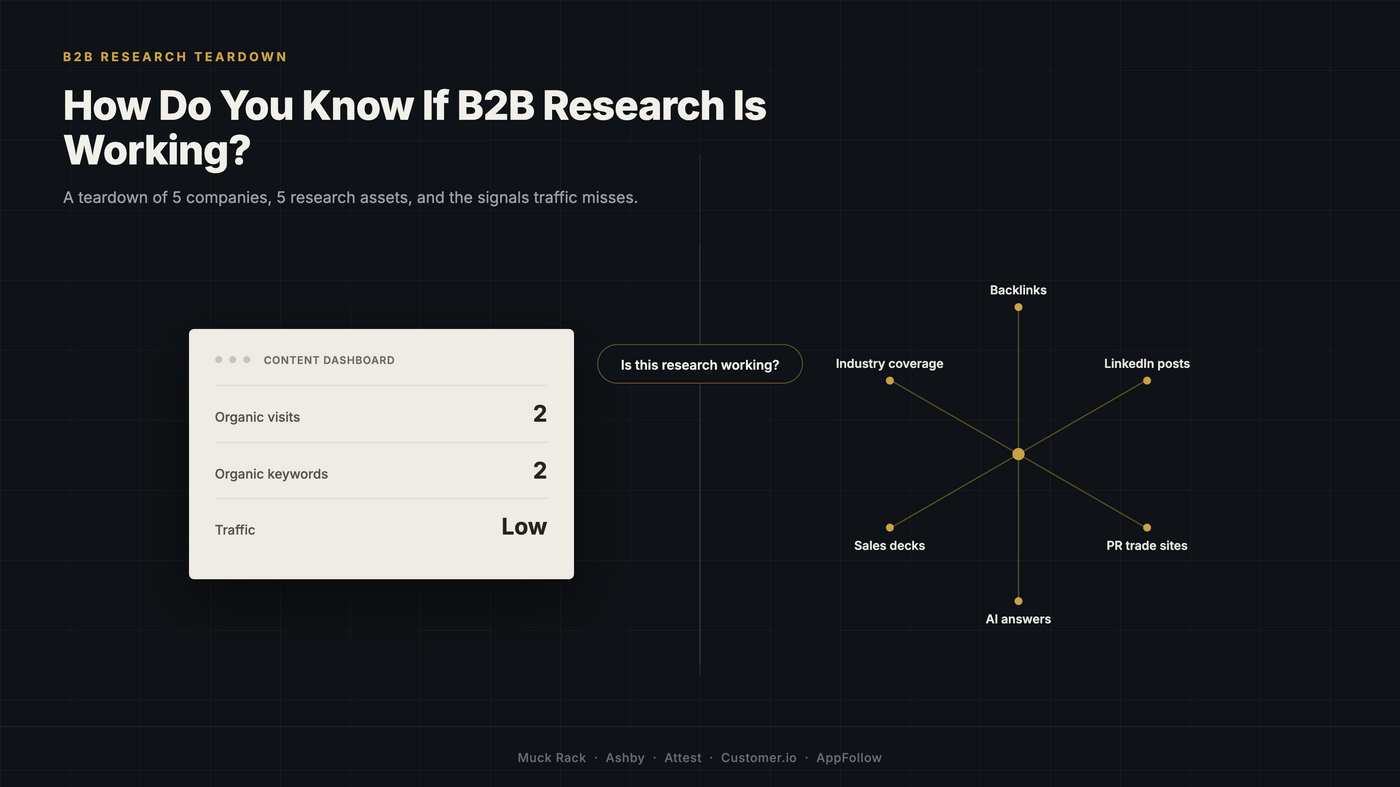 B2B RESEARCH TEARDOWN
How Do You Know If B2B Research Is
Working?
A teardown of 5 companies, 5 research assets, and the signals traffic misses.
CONTENT DASHBOARD
Organic visits 2
Organic keywords 2
Traffic Low
Is this research working?
Backlinks
Industry coverage
LinkedIn posts
Sales decks
PR trade sites
AI answers
Muck Rack · Ashby · Attest · Customer.io · AppFollow